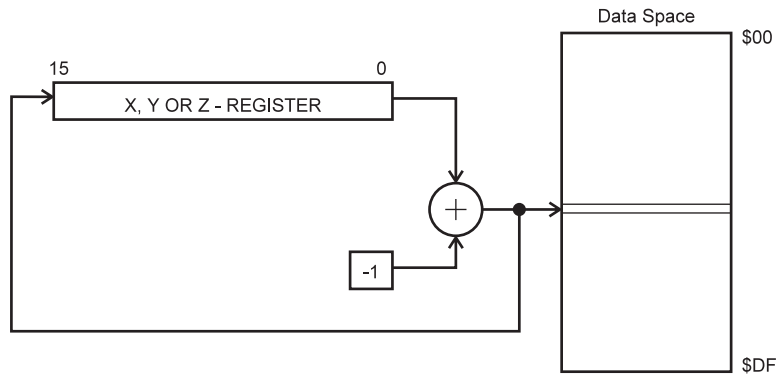 Data Space
$00
15
0
X, Y OR Z - REGISTER
+
-1
$DF